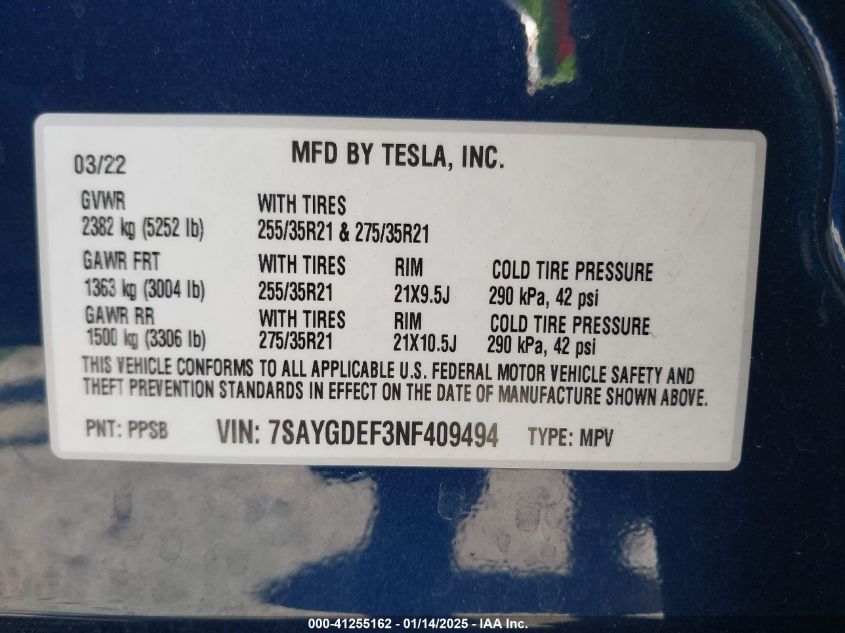 03/22 MFD BY TESLA, INC.
GVWR WITH TIRES
2382 kg (5252 lb) 255/35R21 & 275/35R21
GAWR FRT WITH TIRES RIM COLD TIRE PRESSURE
1363 kg (3004 lb) 255/35R21 21X9.5J 290 kPa, 42 psi
GAWR RR WITH TIRES RIM COLD TIRE PRESSURE
1500 kg (3306 lb) 275/35R21 21X10.5J 290 kPa, 42 psi
THIS VEHICLE CONFORMS TO ALL APPLICABLE U.S. FEDERAL MOTOR VEHICLE SAFETY AND
THEFT PREVENTION STANDARDS IN EFFECT ON THE DATE OF MANUFACTURE SHOWN ABOVE.
PNT: PPSB VIN: 7SAYGDEF3NF409494 TYPE: MPV
000-41255162 - 01/14/2025 - IAA Inc.